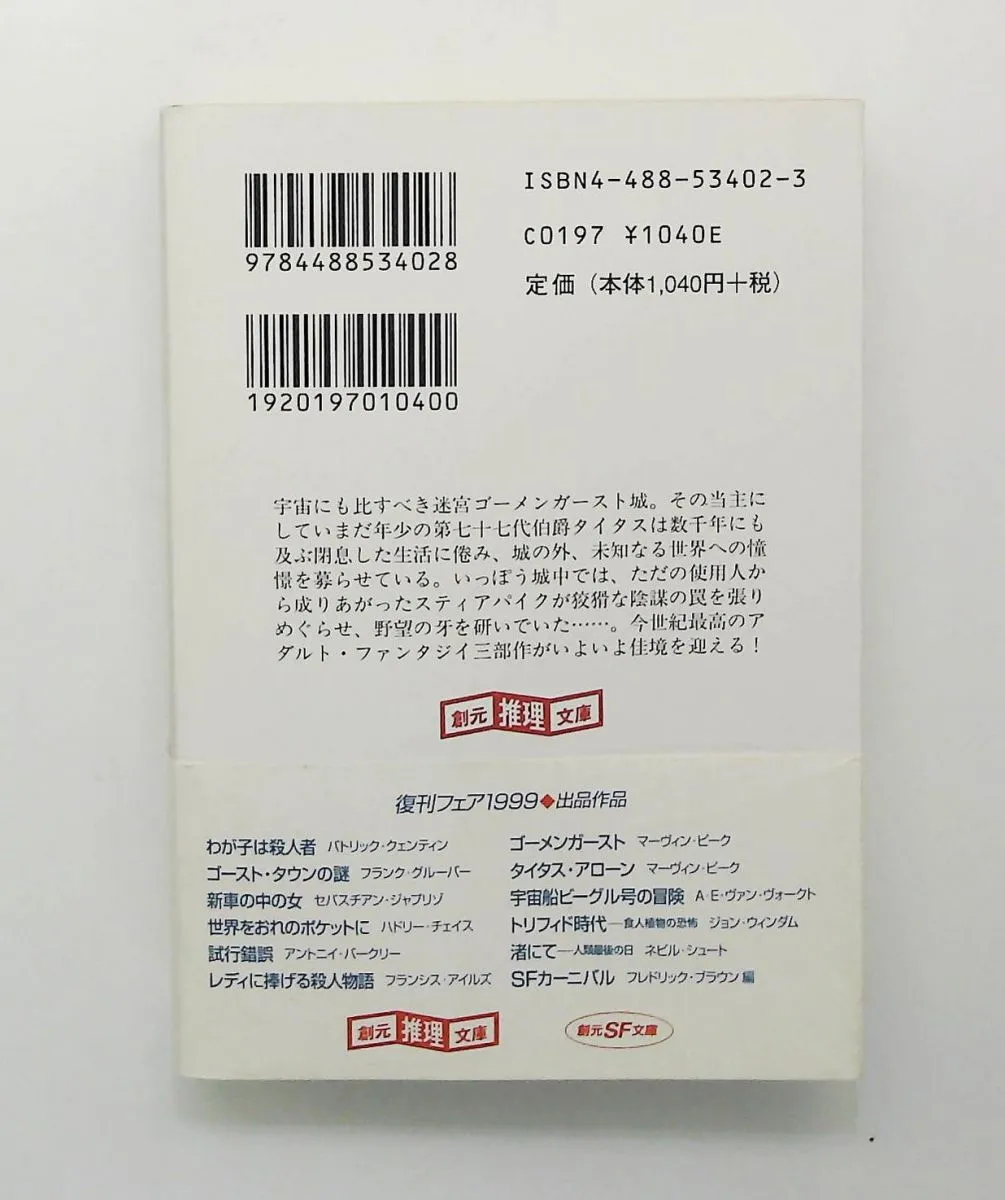 ISBN4-488-53402-3
9784488534028
C0197 ¥1040E
定価（本体1,040円＋税）
1920197010400
宇宙にも比すべき迷宮ゴーメンガースト城。その当主に
していまだ年少の第七十七代伯爵タイタスは数千年にも
及ぶ閉息した生活に倦み、城の外、未知なる世界への憧
憬を募らせている。いっぽう城中では、ただの使用人か
ら成りあがったスティアパイクが狡猾な陰謀の罠を張り
めぐらせ、野望の牙を研いでいた……。今世紀最高のア
ダルト・ファンタジイ三部作がいよいよ佳境を迎える！
創元推理文庫
復刊フェア1999◆出品作品
わが子は殺人者 パトリック・クェンティン
ゴースト・タウンの謎 フランク・グルーバー
新車の中の女 セバスチアン・ジャプリゾ
世界をおれのポケットに ハドリー・チェイス
試行錯誤 アントニイ・バークリー
レディに捧げる殺人物語 フランシス・アイルズ
ゴーメンガースト マーヴィン・ピーク
タイタス・アローン マーヴィン・ピーク
宇宙船ビーグル号の冒険 A・E・ヴァン・ヴォークト
トリフィド時代―食人植物の恐怖 ジョン・ウィンダム
渚にて―人類最後の日 ネビル・シュート
SFカーニバル フレドリック・ブラウン編
創元推理文庫
創元SF文庫